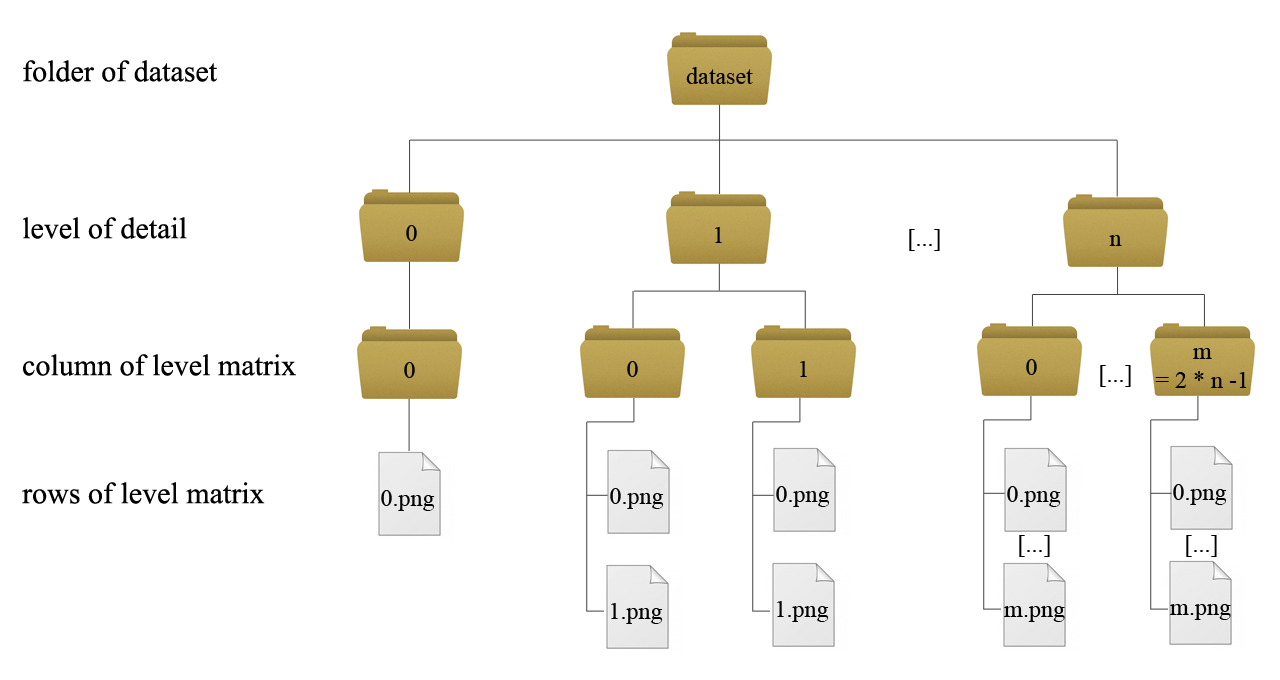 folder of dataset
dataset
level of detail
0
1
[...]
n
column of level matrix
0
0
1
0
[...]
m
= 2 * n -1
rows of level matrix
0.png
0.png
0.png
0.png
0.png
[...]
[...]
1.png
1.png
m.png
m.png